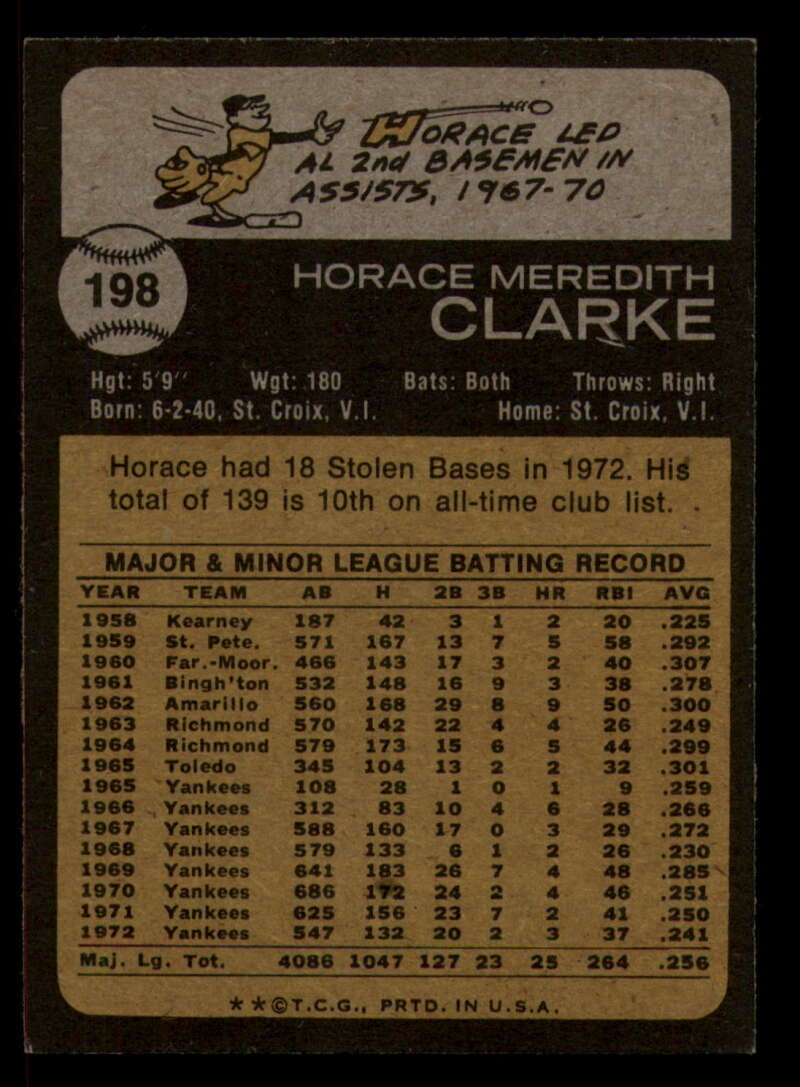 HORACE LED
AL 2nd BASEMEN IN
ASSISTS, 1967-70
198
HORACE MEREDITH
CLARKE
Hgt: 5'9" Wgt: 180 Bats: Both Throws: Right
Born: 6-2-40, St. Croix, V.I. Home: St. Croix, V.I.
Horace had 18 Stolen Bases in 1972. His
total of 139 is 10th on all-time club list.
MAJOR & MINOR LEAGUE BATTING RECORD
YEAR TEAM AB H 2B 3B HR RBI AVG
1958 Kearney 187 42 3 1 2 20 .225
1959 St. Pete. 571 167 13 7 5 58 .292
1960 Far.-Moor. 466 143 17 3 2 40 .307
1961 Bingh'ton 532 148 16 9 3 38 .278
1962 Amarillo 560 168 29 8 9 50 .300
1963 Richmond 570 142 22 4 4 26 .249
1964 Richmond 579 173 15 6 5 44 .299
1965 Toledo 345 104 13 2 2 32 .301
1965 Yankees 108 28 1 0 1 9 .259
1966 Yankees 312 83 10 4 6 28 .266
1967 Yankees 588 160 17 0 3 29 .272
1968 Yankees 579 133 6 1 2 26 .230
1969 Yankees 641 183 26 7 4 48 .285
1970 Yankees 686 172 24 2 4 46 .251
1971 Yankees 625 156 23 7 2 41 .250
1972 Yankees 547 132 20 2 3 37 .241
Maj. Lg. Tot. 4086 1047 127 23 25 264 .256
**©T.C.G., PRTD. IN U.S.A.